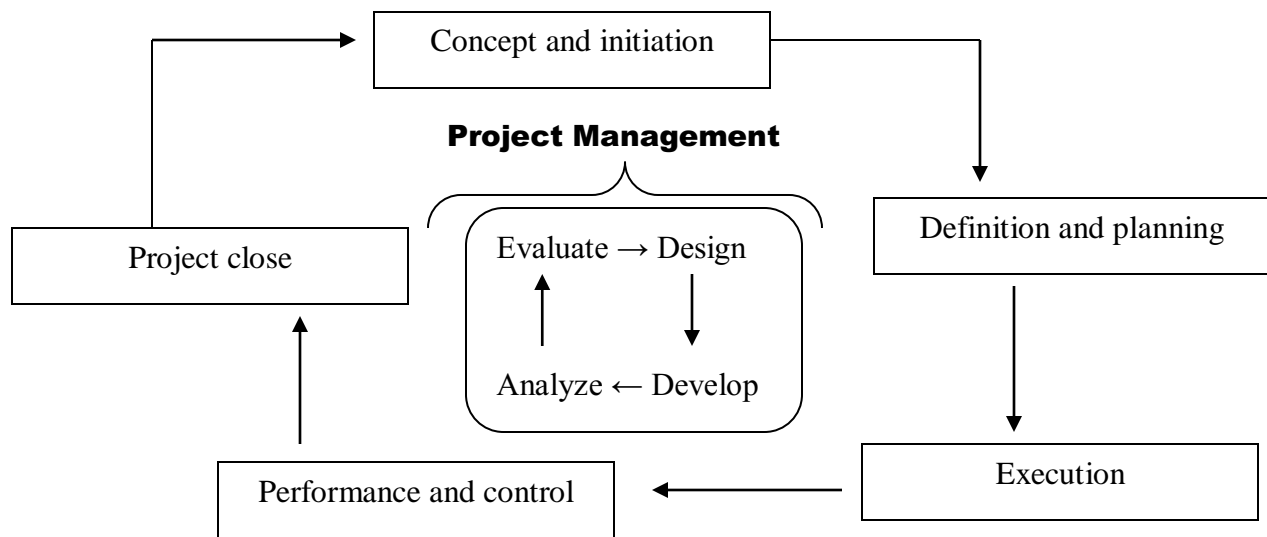 Concept and initiation
Project Management
Definition and planning
Project close
Evaluate → Design
Analyze ← Develop
Execution
Performance and control